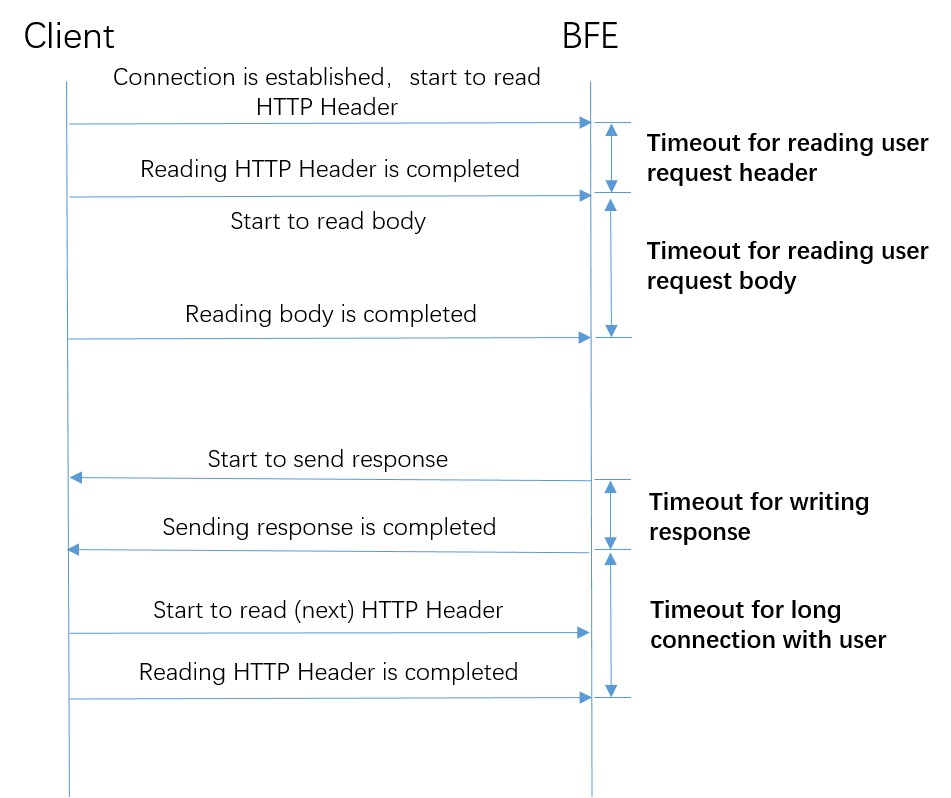 Client
BFE
Connection is established，start to read
HTTP Header
Timeout for reading user
request header
Reading HTTP Header is completed
Start to read body
Timeout for reading user
request body
Reading body is completed
Start to send response
Timeout for writing
response
Sending response is completed
Start to read (next) HTTP Header
Timeout for long
connection with user
Reading HTTP Header is completed